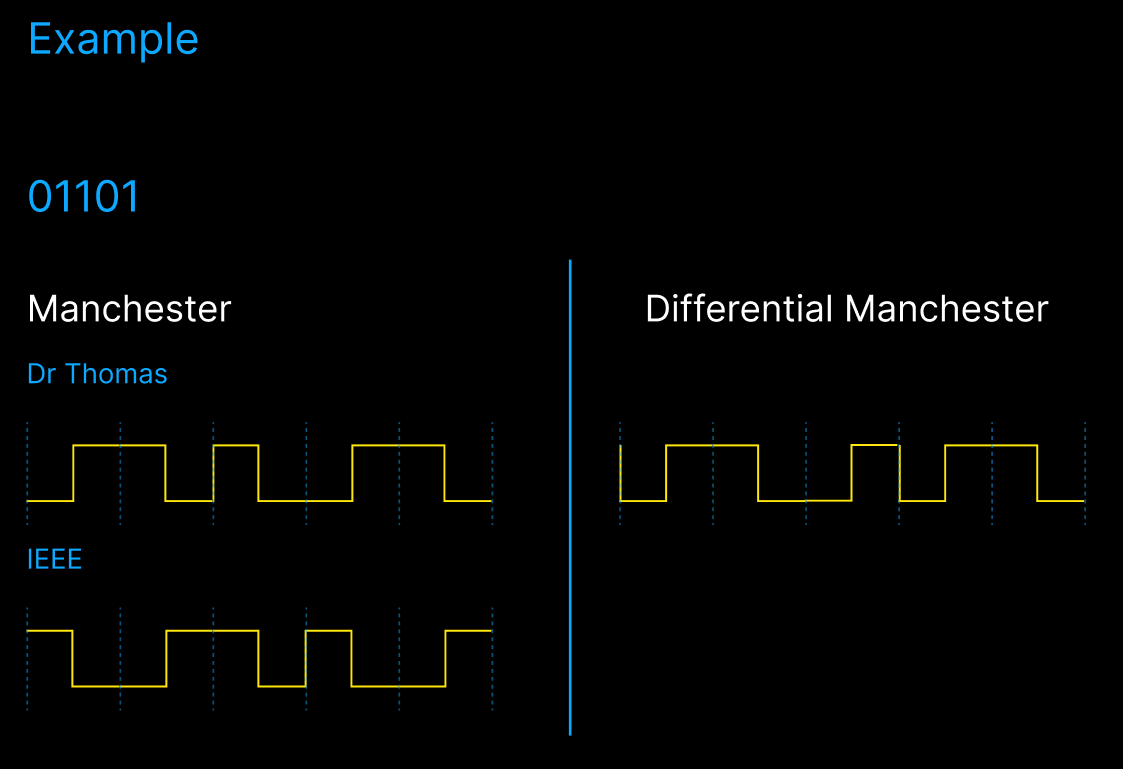 Example
01101
Manchester
Differential Manchester
Dr Thomas
IEEE